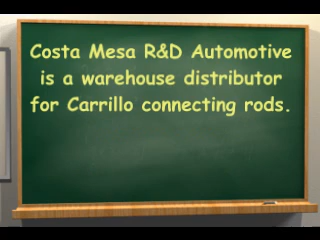 Costa Mesa R&D Automotive
is a warehouse distributor
for Carrillo connecting rods.